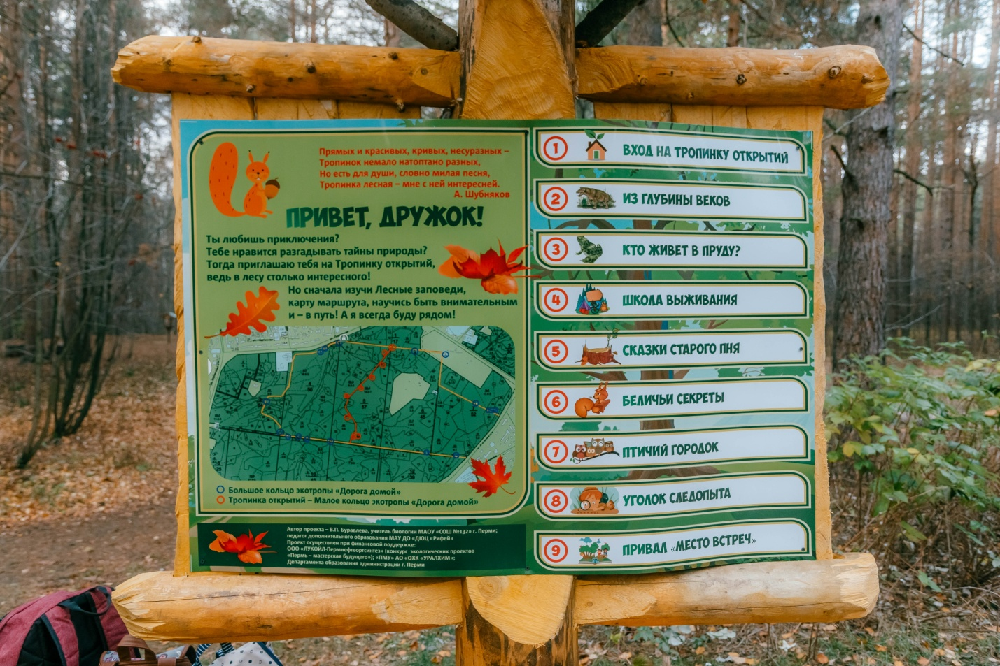 Прямых и красивых, кривых, несуразных –
Тропинок немало натоптано разных,
Но есть для души, словно милая песня,
Тропинка лесная – мне с ней интересней.
А. Шубняков
ПРИВЕТ, ДРУЖОК!
Ты любишь приключения?
Тебе нравится разгадывать тайны природы?
Тогда приглашаю тебя на Тропинку открытий,
ведь в лесу столько интересного!
Но сначала изучи Лесные заповеди,
карту маршрута, научись быть внимательным
и – в путь! А я всегда буду рядом!
Большое кольцо экотропы «Дорога домой»
Тропинка открытий – Малое кольцо экотропы «Дорога домой»
Автор проекта – В.П. Буравлева, учитель биологии МАОУ «СОШ №132» г. Перми;
педагог дополнительного образования МАУ ДО «ДЮЦ «Рифей»
Проект осуществлен при финансовой поддержке:
ООО «ЛУКОЙЛ-Пермнефтеоргсинтез» (конкурс экологических проектов
«Пермь – мастерская будущего»); «ПМУ» АО «ОХК «УРАЛХИМ»;
Департамента образования администрации г. Перми
1 ВХОД НА ТРОПИНКУ ОТКРЫТИЙ
2 ИЗ ГЛУБИНЫ ВЕКОВ
3 КТО ЖИВЕТ В ПРУДУ?
4 ШКОЛА ВЫЖИВАНИЯ
5 СКАЗКИ СТАРОГО ПНЯ
6 БЕЛИЧЬИ СЕКРЕТЫ
7 ПТИЧИЙ ГОРОДОК
8 УГОЛОК СЛЕДОПЫТА
9 ПРИВАЛ «МЕСТО ВСТРЕЧ»